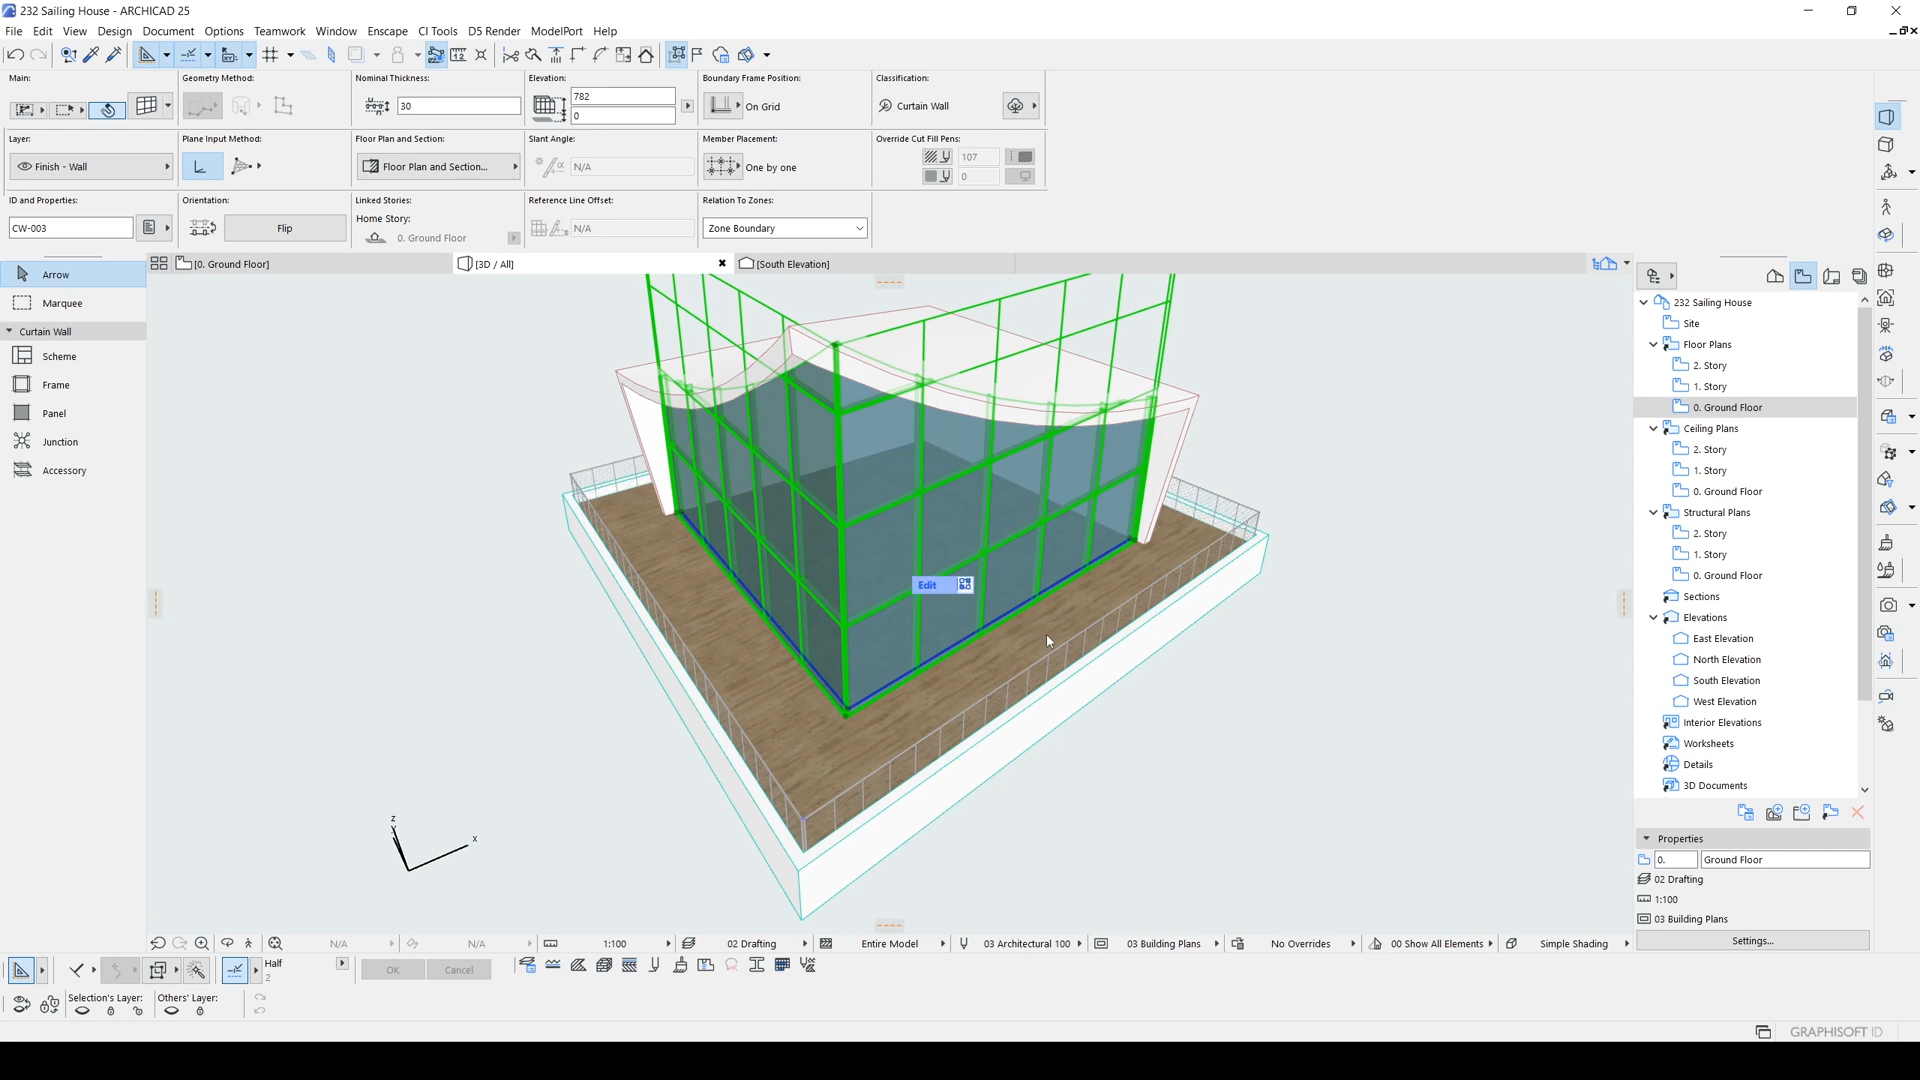 232 Sailing House - ARCHICAD 25
File Edit View Design Document Options Teamwork Window Enscape CI Tools D5 Render ModelPort Help
Main: Geometry Method: Nominal Thickness: Elevation: Boundary Frame Position: Classification:
30 782 On Grid Curtain Wall
0
Layer: Plane Input Method: Floor Plan and Section: Slant Angle: Member Placement: Override Cut Fill Pens:
107
Finish - Wall Floor Plan and Section... N/A One by one
0
ID and Properties: Orientation: Linked Stories: Reference Line Offset: Relation To Zones:
Home Story:
CW-003 Flip N/A Zone Boundary
0. Ground Floor
[0. Ground Floor] [3D / All] [South Elevation]
Arrow
Marquee
Curtain Wall
Scheme
Frame
Panel
Junction
Accessory
Edit
z
x
232 Sailing House
Site
Floor Plans
2. Story
1. Story
0. Ground Floor
Ceiling Plans
2. Story
1. Story
0. Ground Floor
Structural Plans
2. Story
1. Story
0. Ground Floor
Sections
Elevations
East Elevation
North Elevation
South Elevation
West Elevation
Interior Elevations
Worksheets
Details
3D Documents
Properties
0. Ground Floor
02 Drafting
1:100
03 Building Plans
Settings...
N/A N/A 1:100 02 Drafting Entire Model 03 Architectural 100 03 Building Plans No Overrides 00 Show All Elements Simple Shading
Half
2
OK Cancel
Selection's Layer: Others' Layer:
GRAPHISOFT ID